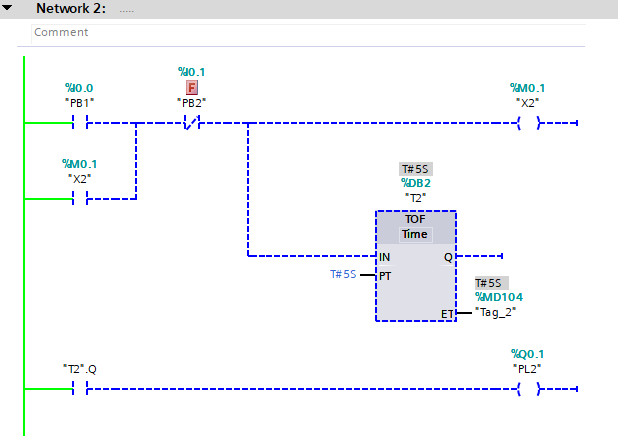 Network 2: .....
Comment
%I0.0
"PB1"
%I0.1
F
"PB2"
%M0.1
"X2"
%M0.1
"X2"
T#5S
%DB2
"T2"
TOF
Time
IN
Q
T#5S
PT
T#5S
%MD104
ET
"Tag_2"
"T2".Q
%Q0.1
"PL2"